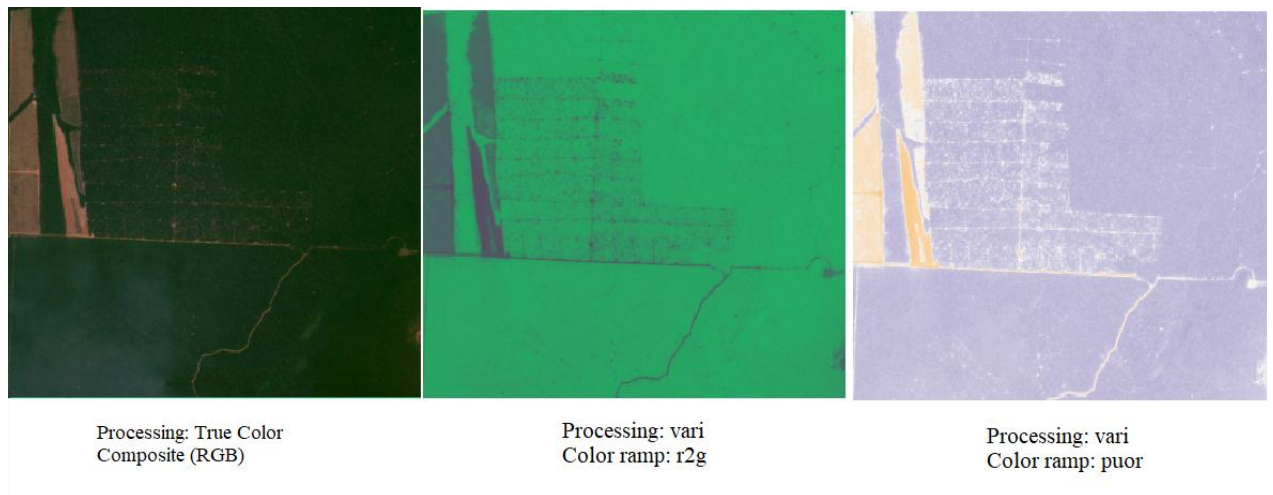 Processing: True Color
Composite (RGB)
Processing: vari
Color ramp: r2g
Processing: vari
Color ramp: puor